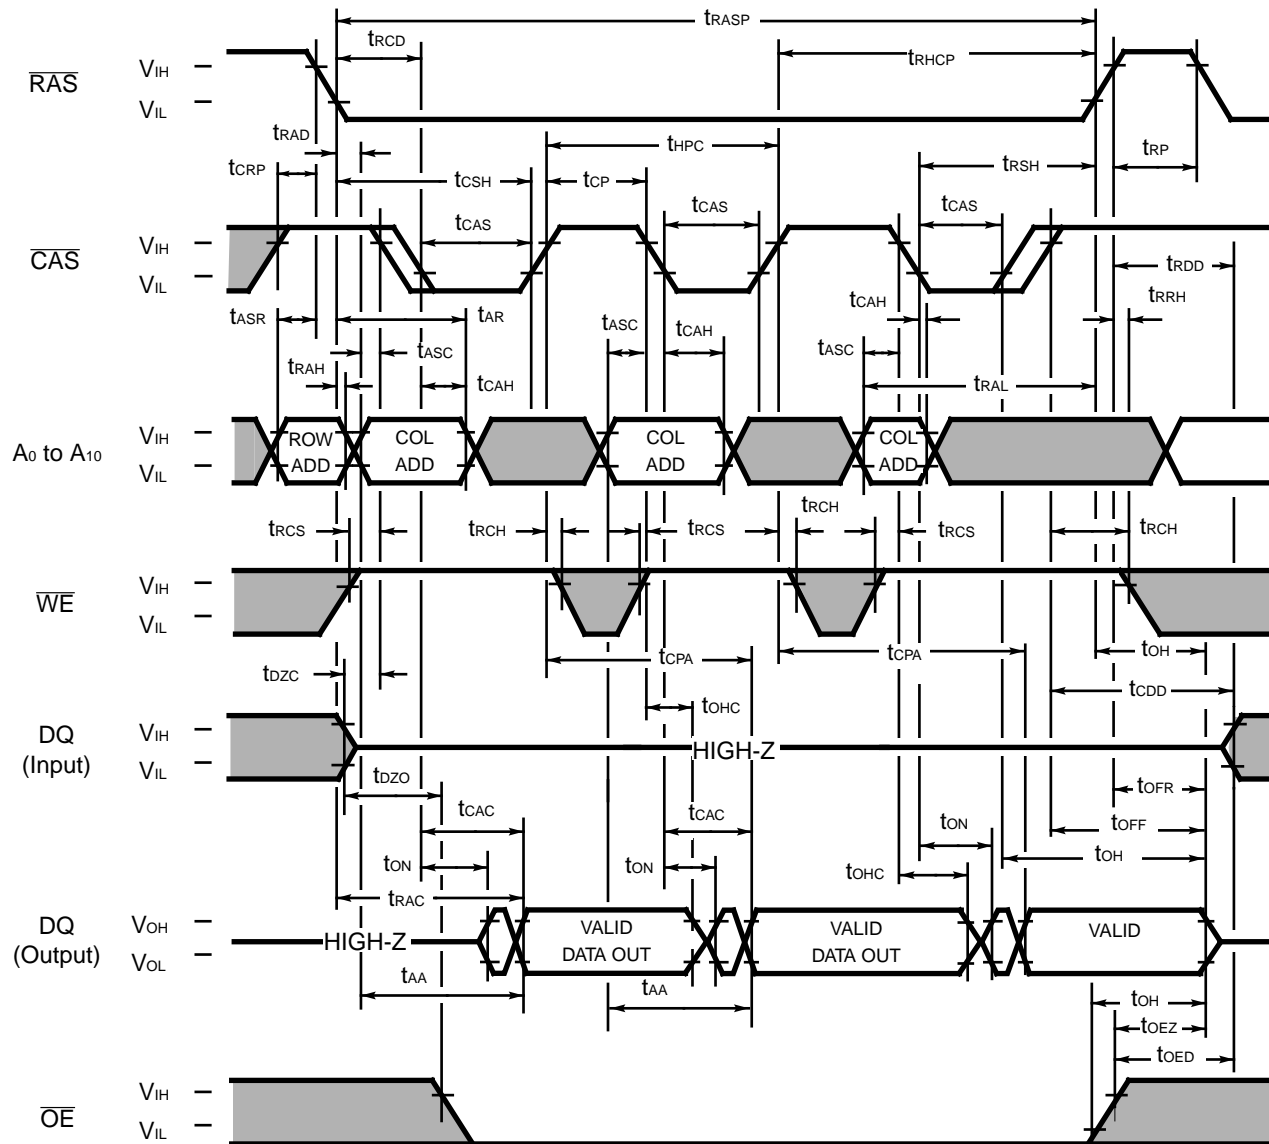 tRASP
tRCD
tRHCP
RAS
VIH
VIL
tRAD
tHPC
tRSH
tRP
tCRP
tCSH
tCP
tCAS
tCAS
tCAS
CAS
VIH
VIL
tRDD
tCAH
tRRH
tASR
tAR
tASC
tCAH
tASC
tASC
tRAH
tCAH
tRAL
A0 to A10
VIH
VIL
ROW
ADD
COL
ADD
COL
ADD
COL
ADD
tRCH
tRCS
tRCH
tRCS
tRCS
tRCH
WE
VIH
VIL
tCPA
tCPA
tOH
tDZC
tCDD
tOHC
DQ
(Input)
VIH
VIL
HIGH-Z
tDZO
tOFR
tCAC
tCAC
tON
tOFF
tON
tON
tOHC
tOH
tRAC
DQ
(Output)
VOH
VOL
HIGH-Z
VALID
DATA OUT
VALID
DATA OUT
VALID
tAA
tAA
tOH
tOEZ
tOED
OE
VIH
VIL